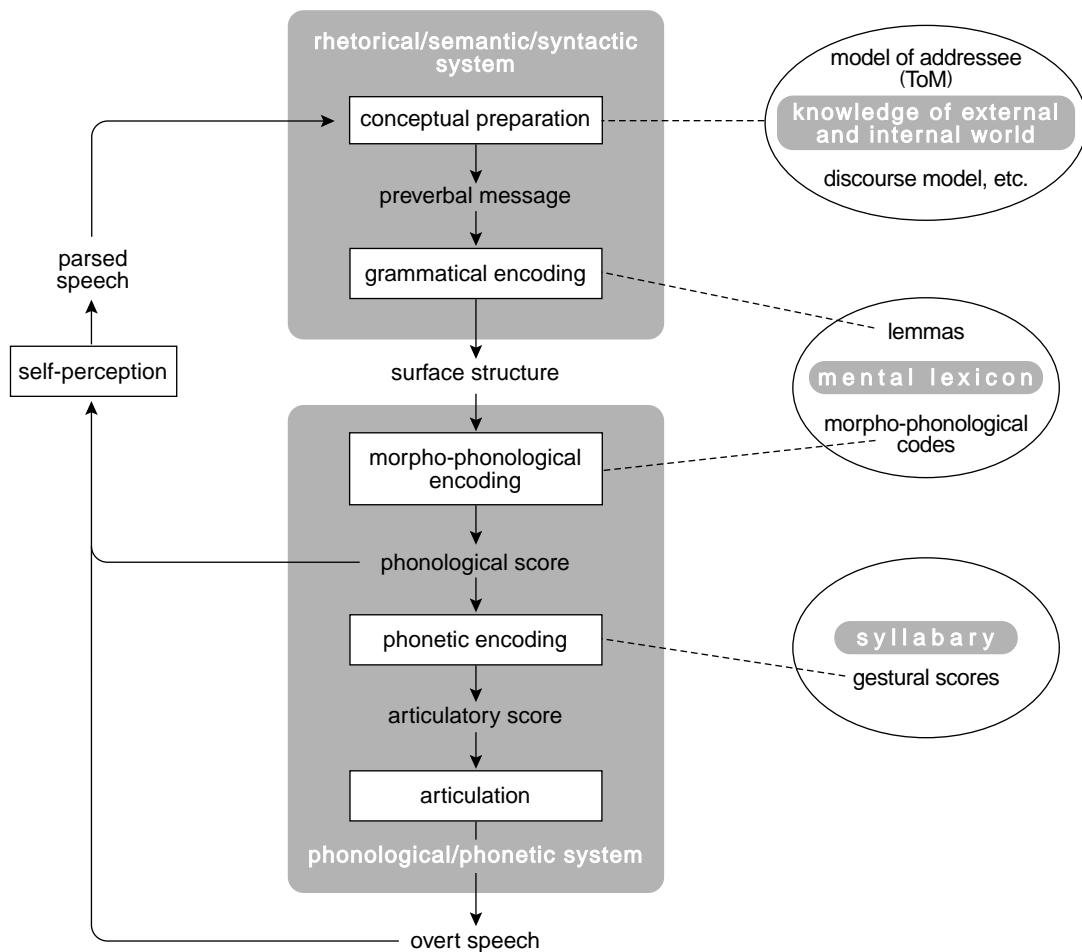 rhetorical/semantic/syntactic
system
conceptual preparation
preverbal message
grammatical encoding
surface structure
morpho-phonological
encoding
phonological score
phonetic encoding
articulatory score
articulation
phonological/phonetic system
overt speech
parsed
speech
self-perception
model of addressee
(ToM)
knowledge of external
and internal world
discourse model, etc.
lemmas
mental lexicon
morpho-phonological
codes
syllabary
gestural scores